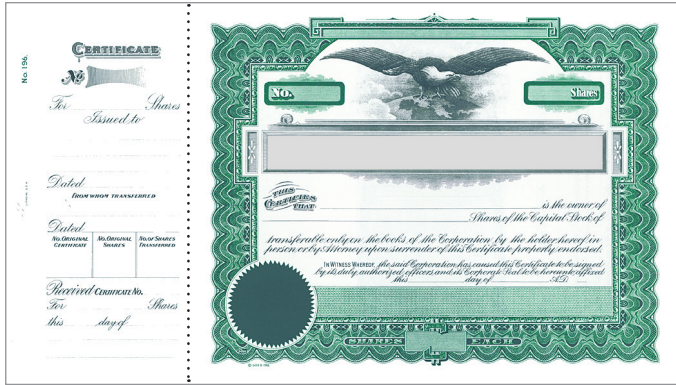 No. 196
CERTIFICATE
No
For Shares
Issued to
Dated
FROM WHOM TRANSFERRED
Dated
NO. ORIGINAL CERTIFICATE
NO. ORIGINAL SHARES
NO. OF SHARES TRANSFERRED
Received CERTIFICATE NO.
For Shares
this day of
No.
Shares
THIS CERTIFIES THAT
is the owner of
Shares of the Capital Stock of
transferable only on the books of the Corporation by the holder hereof in
person or by Attorney upon surrender of this Certificate properly endorsed.
IN WITNESS WHEREOF, the said Corporation has caused this Certificate to be signed
by its duly authorized officers and its Corporate Seal to be hereunto affixed
this day of A.D.
SHARES EACH